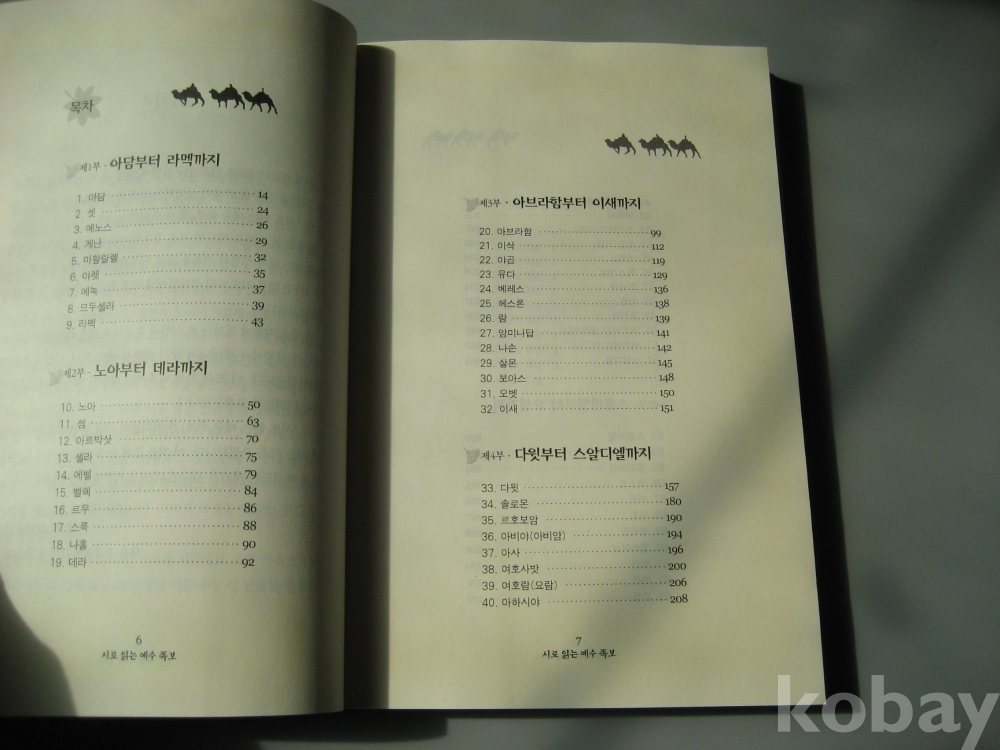 목차
제1부 · 아담부터 라멕까지
1. 아담 ···················· 14
2. 셋 ···················· 24
3. 에노스 ···················· 26
4. 게난 ···················· 29
5. 마할랄렐 ···················· 32
6. 야렛 ···················· 35
7. 에녹 ···················· 37
8. 므두셀라 ···················· 39
9. 라멕 ···················· 43
제2부 · 노아부터 데라까지
10. 노아 ···················· 50
11. 셈 ···················· 63
12. 아르박삿 ···················· 70
13. 셀라 ···················· 75
14. 에벨 ···················· 79
15. 벨렉 ···················· 84
16. 르우 ···················· 86
17. 스룩 ···················· 88
18. 나홀 ···················· 90
19. 데라 ···················· 92
6
시로 읽는 예수 족보
제3부 · 아브라함부터 이새까지
20. 아브라함 ···················· 99
21. 이삭 ···················· 112
22. 야곱 ···················· 119
23. 유다 ···················· 129
24. 베레스 ···················· 136
25. 헤스론 ···················· 138
26. 람 ···················· 139
27. 암미나답 ···················· 141
28. 나손 ···················· 142
29. 살몬 ···················· 145
30. 보아스 ···················· 148
31. 오벳 ···················· 150
32. 이새 ···················· 151
제4부 · 다윗부터 스알디엘까지
33. 다윗 ···················· 157
34. 솔로몬 ···················· 180
35. 르호보암 ···················· 190
36. 아비야(아비얌) ···················· 194
37. 아사 ···················· 196
38. 여호사밧 ···················· 200
39. 여호람(요람) ···················· 206
40. 아하시야 ···················· 208
7
시로 읽는 예수 족보
kobay